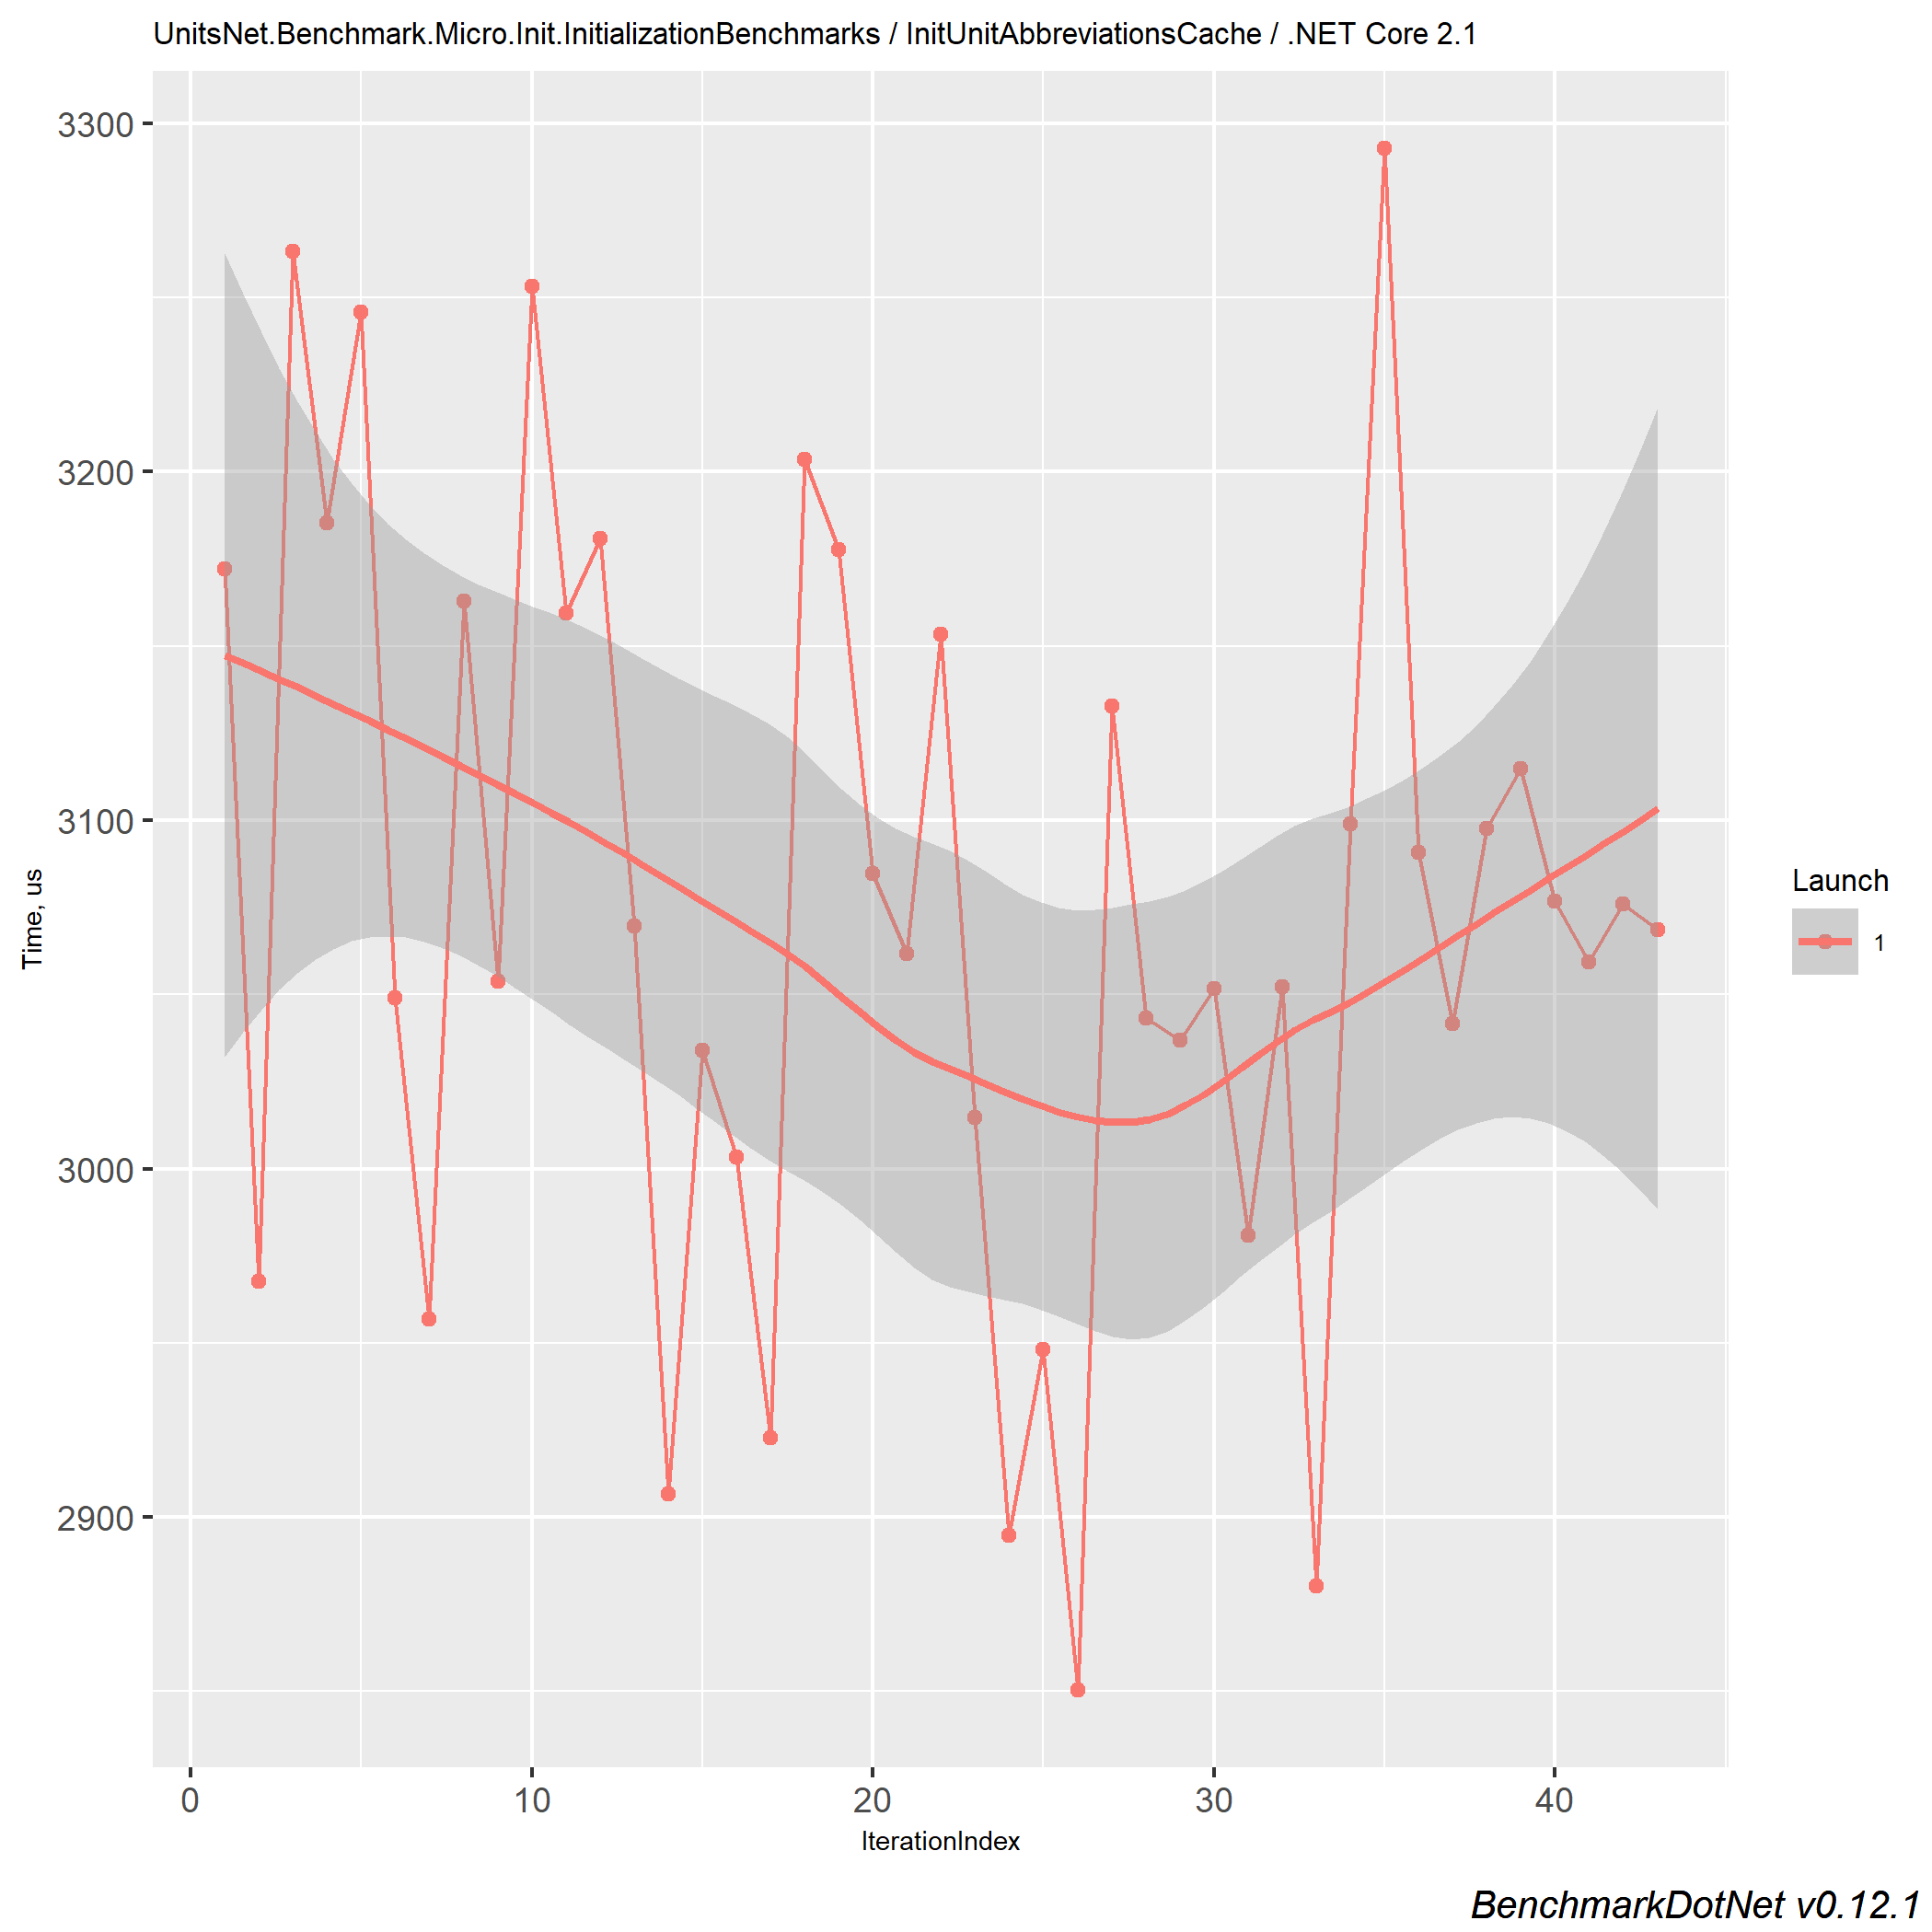 UnitsNet.Benchmark.Micro.Init.InitializationBenchmarks / InitUnitAbbreviationsCache / .NET Core 2.1
3300
3200
3100
3000
2900
Time, us
0 10 20 30 40
IterationIndex
Launch
1
BenchmarkDotNet v0.12.1